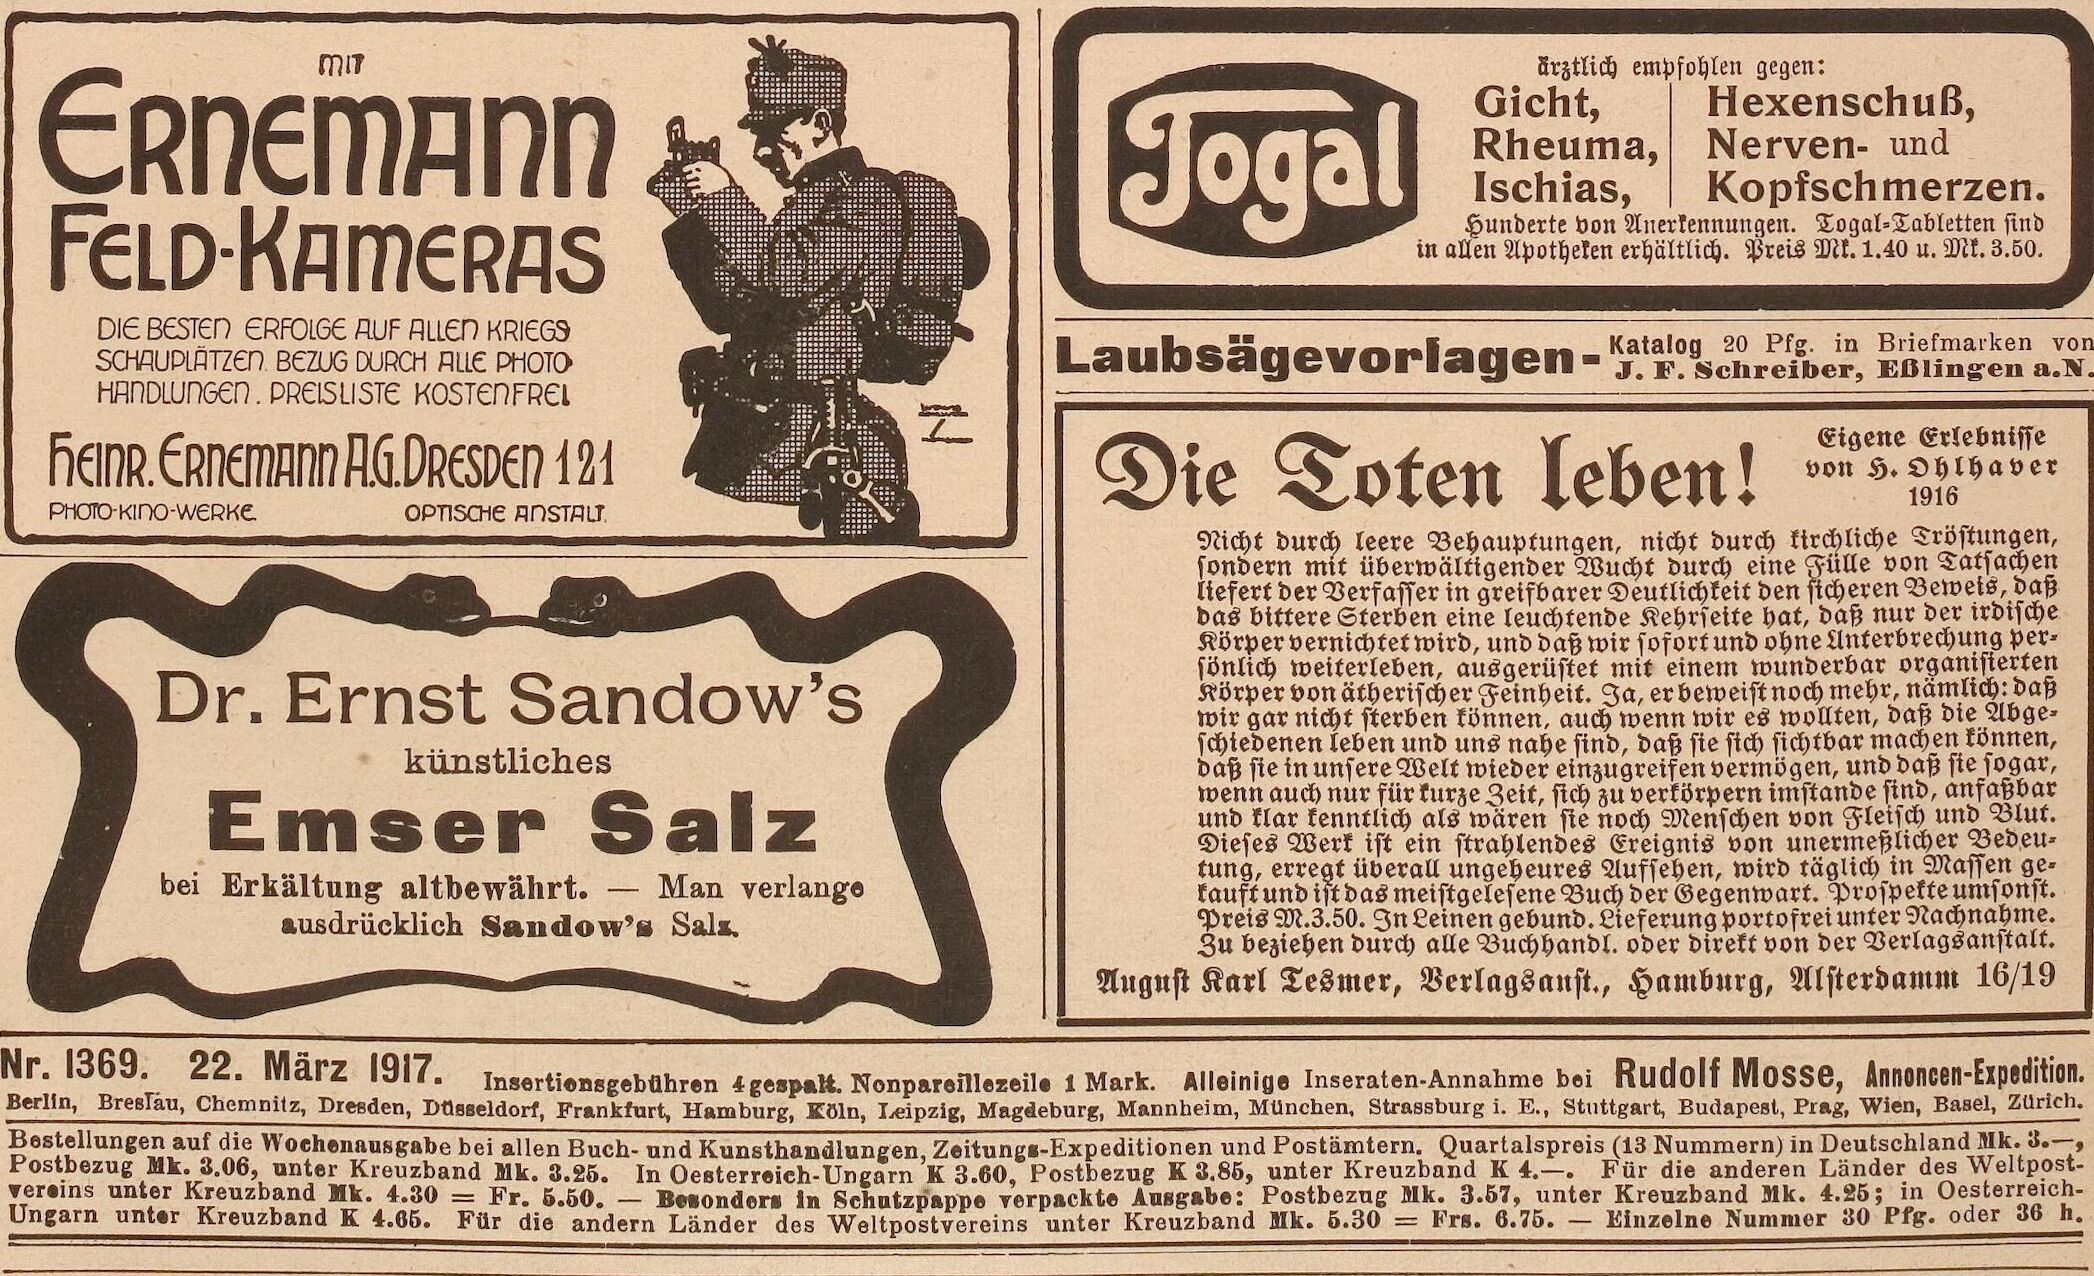 MIT
ERNEMANN
FELD-KAMERAS
DIE BESTEN ERFOLGE AUF ALLEN KRIEGS
SCHAUPLÄTZEN. BEZUG DURCH ALLE PHOTO
HANDLUNGEN. PREISLISTE KOSTENFREI
HEINR. ERNEMANN A.G. DRESDEN 121
PHOTO-KINO-WERKE OPTISCHE ANSTALT.
Dr. Ernst Sandow's
künstliches
Emser Salz
bei Erkältung altbewährt. — Man verlange
ausdrücklich Sandow's Salz.
Togal
ärztlich empfohlen gegen:
Gicht, Hexenschuß,
Rheuma, Nerven- und
Ischias, Kopfschmerzen.
Hunderte von Anerkennungen. Togal-Tabletten sind
in allen Apotheken erhältlich. Preis Mk. 1.40 u. Mk. 3.50.
Laubsägevorlagen- Katalog 20 Pfg. in Briefmarken von
J. F. Schreiber, Eßlingen a.N.
Die Toten leben!
Eigene Erlebnisse
von H. Ohlhaver
1916
Nicht durch leere Behauptungen, nicht durch kirchliche Tröstungen,
sondern mit überwältigender Wucht durch eine Fülle von Tatsachen
liefert der Verfasser in greifbarer Deutlichkeit den sicheren Beweis, daß
das bittere Sterben eine leuchtende Kehrseite hat, daß nur der irdische
Körper vernichtet wird, und daß wir sofort und ohne Unterbrechung per-
sönlich weiterleben, ausgerüstet mit einem wunderbar organisierten
Körper von ätherischer Feinheit. Ja, er beweist noch mehr, nämlich: daß
wir gar nicht sterben können, auch wenn wir es wollten, daß die Abge-
schiedenen leben und uns nahe sind, daß sie sich sichtbar machen können,
daß sie in unsere Welt wieder einzugreifen vermögen, und daß sie sogar,
wenn auch nur für kurze Zeit, sich zu verkörpern imstande sind, anfaßbar
und klar kenntlich als wären sie noch Menschen von Fleisch und Blut.
Dieses Werk ist ein strahlendes Ereignis von unermeßlicher Bedeu-
tung, erregt überall ungeheures Aufsehen, wird täglich in Massen ge-
kauft und ist das meistgelesene Buch der Gegenwart. Prospekte umsonst.
Preis M. 3.50. In Leinen gebund. Lieferung portofrei unter Nachnahme.
Zu beziehen durch alle Buchhandl. oder direkt von der Verlagsanstalt.
August Karl Tesmer, Verlagsanst., Hamburg, Alsterdamm 16/19
Nr. 1369. 22. März 1917. Insertionsgebühren 4 gespalt. Nonpareillezeile 1 Mark. Alleinige Inseraten-Annahme bei Rudolf Mosse, Annoncen-Expedition.
Berlin, Breslau, Chemnitz, Dresden, Düsseldorf, Frankfurt, Hamburg, Köln, Leipzig, Magdeburg, Mannheim, München, Strassburg i. E., Stuttgart, Budapest, Prag, Wien, Basel, Zürich.
Bestellungen auf die Wochenausgabe bei allen Buch- und Kunsthandlungen, Zeitungs-Expeditionen und Postämtern. Quartalspreis (13 Nummern) in Deutschland Mk. 3.—,
Postbezug Mk. 3.06, unter Kreuzband Mk. 3.25. In Oesterreich-Ungarn K 3.60, Postbezug K 3.85, unter Kreuzband K 4.—. Für die anderen Länder des Weltpost-
vereins unter Kreuzband Mk. 4.30 = Fr. 5.50. — Besonders in Schutzpappe verpackte Ausgabe: Postbezug Mk. 3.57, unter Kreuzband Mk. 4.25; in Oesterreich-
Ungarn unter Kreuzband K 4.65. Für die andern Länder des Weltpostvereins unter Kreuzband Mk. 5.30 = Frs. 6.75. — Einzelne Nummer 30 Pfg. oder 36 h.